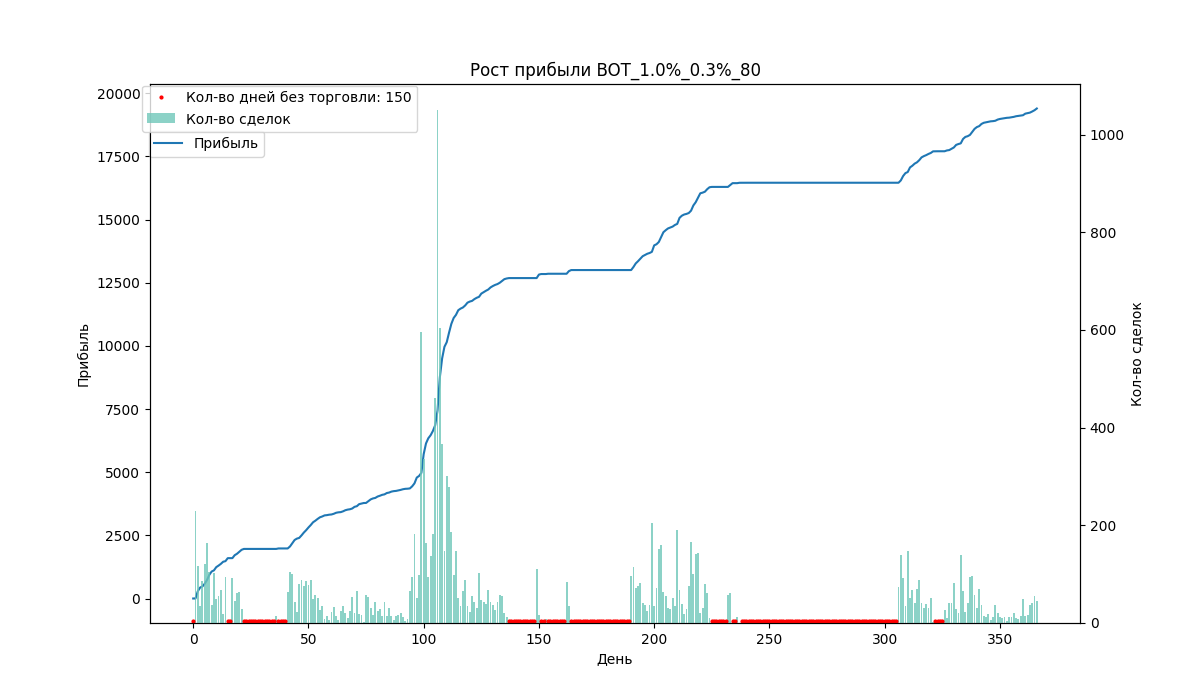 Рост прибыли BOT_1.0%_0.3%_80
Кол-во дней без торговли: 150
Кол-во сделок
Прибыль
20000
17500
15000
12500
10000
7500
5000
2500
0
Прибыль
1000
800
600
400
200
0
Кол-во сделок
0 50 100 150 200 250 300 350
День